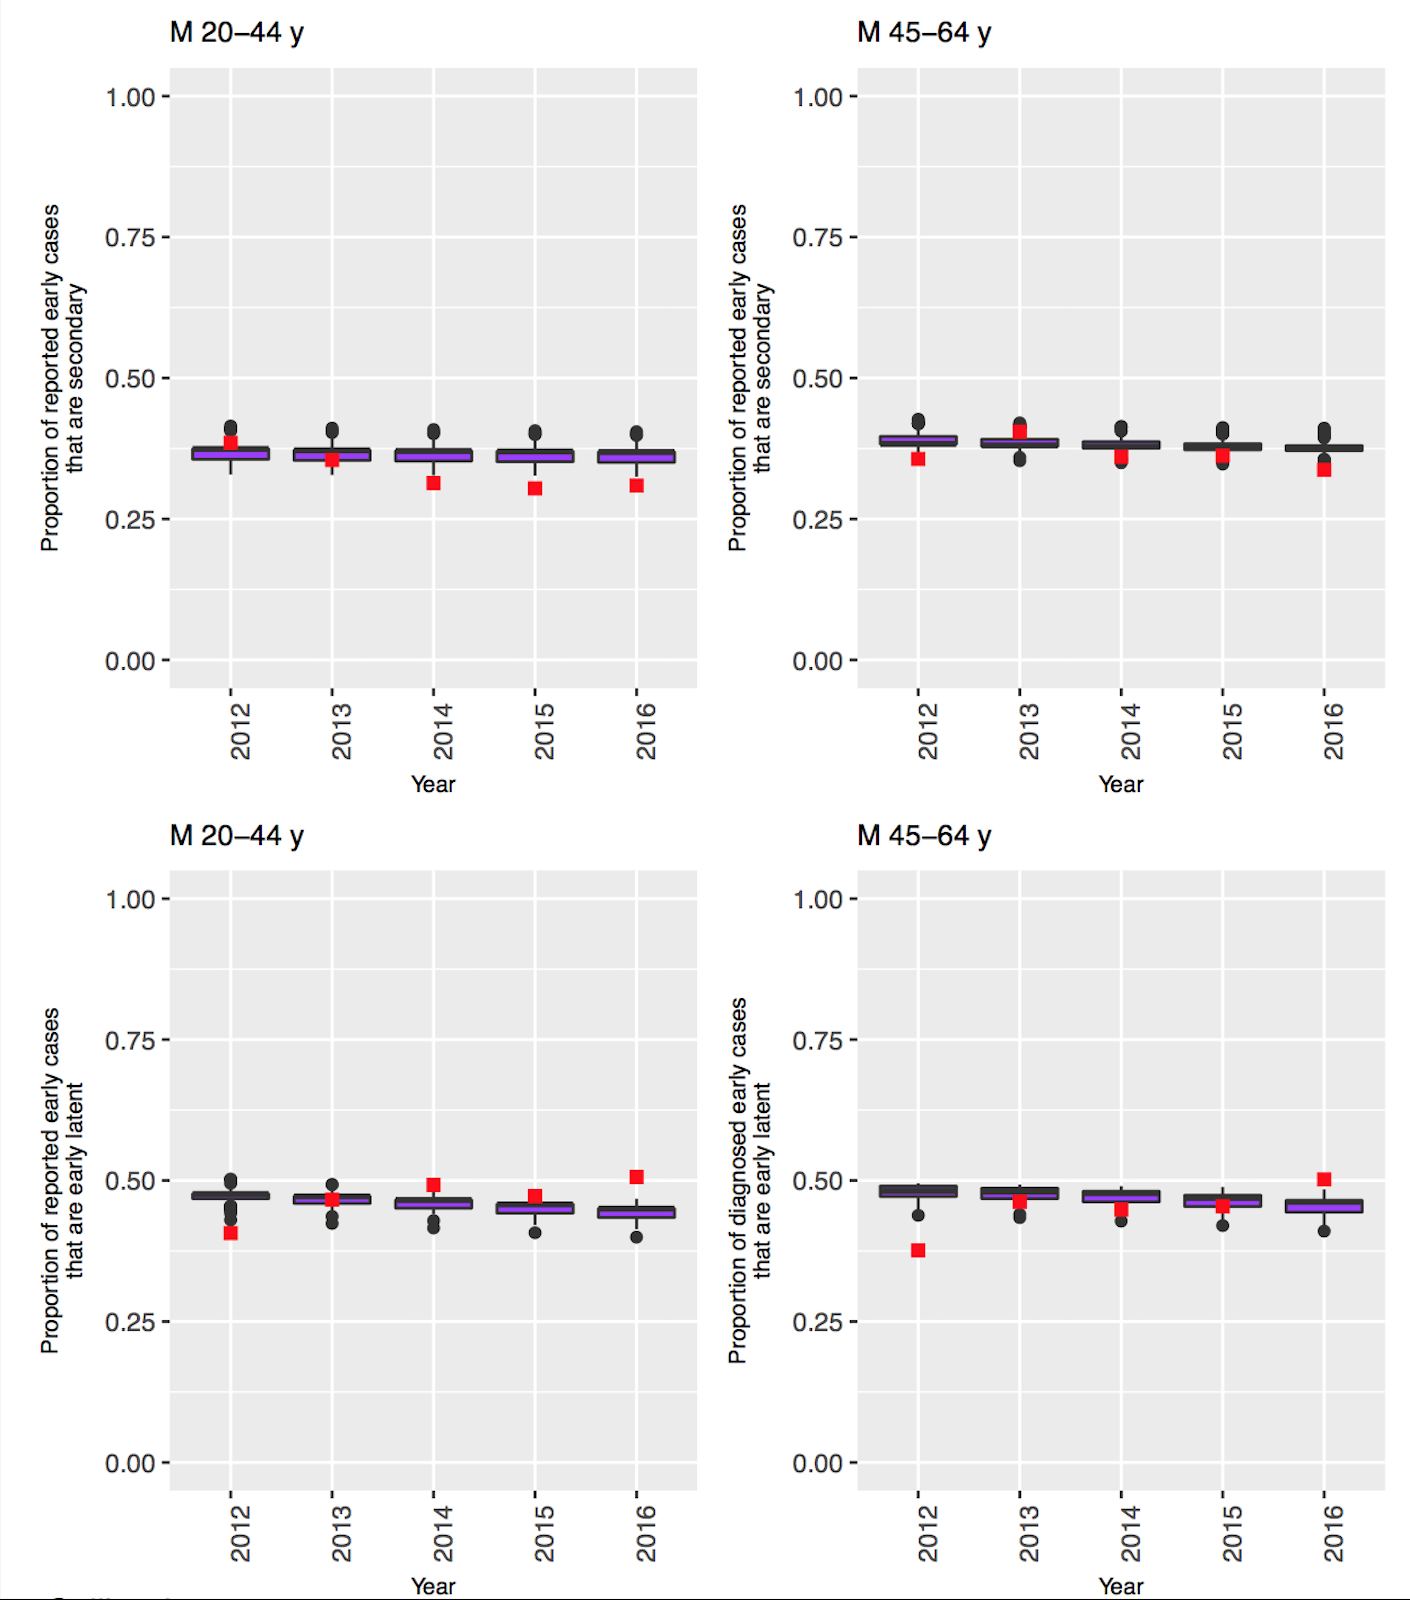 M 20–44 y
Proportion of reported early cases
that are secondary
1.00
0.75
0.50
0.25
0.00
2012
2013
2014
2015
2016
Year
M 45–64 y
Proportion of reported early cases
that are secondary
1.00
0.75
0.50
0.25
0.00
2012
2013
2014
2015
2016
Year
M 20–44 y
Proportion of reported early cases
that are early latent
1.00
0.75
0.50
0.25
0.00
2012
2013
2014
2015
2016
Year
M 45–64 y
Proportion of diagnosed early cases
that are early latent
1.00
0.75
0.50
0.25
0.00
2012
2013
2014
2015
2016
Year